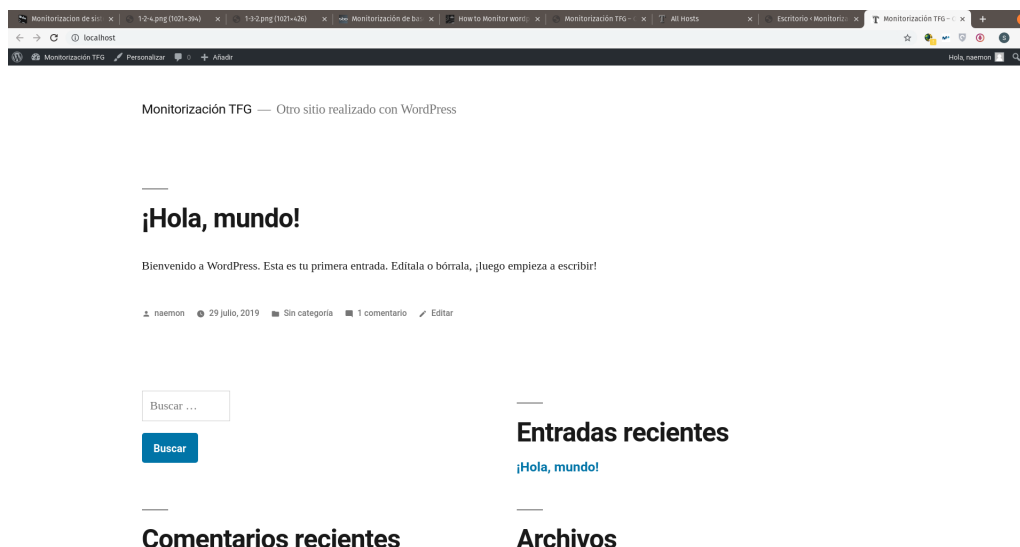 Monitorizacion de sist
1-2-4.png (1021×394)
1-3-2.png (1021×426)
Monitorización de bas
How to Monitor wordp
Monitorización TFG –
All Hosts
Escritorio ‹ Monitoriza
Monitorización TFG –
localhost
Monitorización TFG Personalizar 0 Añadir
Hola, naemon
Monitorización TFG — Otro sitio realizado con WordPress
¡Hola, mundo!
Bienvenido a WordPress. Esta es tu primera entrada. Edítala o bórrala, ¡luego empieza a escribir!
naemon 29 julio, 2019 Sin categoría 1 comentario Editar
Buscar …
Buscar
Entradas recientes
¡Hola, mundo!
Comentarios recientes
Archivos